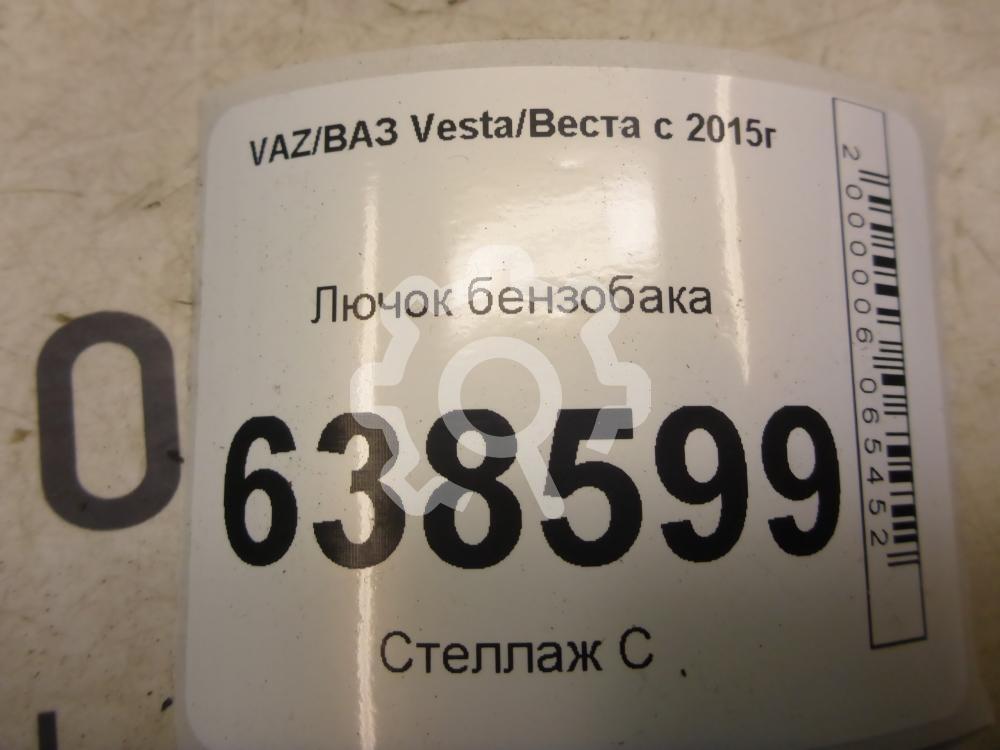 VAZ/ВАЗ Vesta/Веста с 2015г
Лючок бензобака
638599
Стеллаж С
2000006065452
O